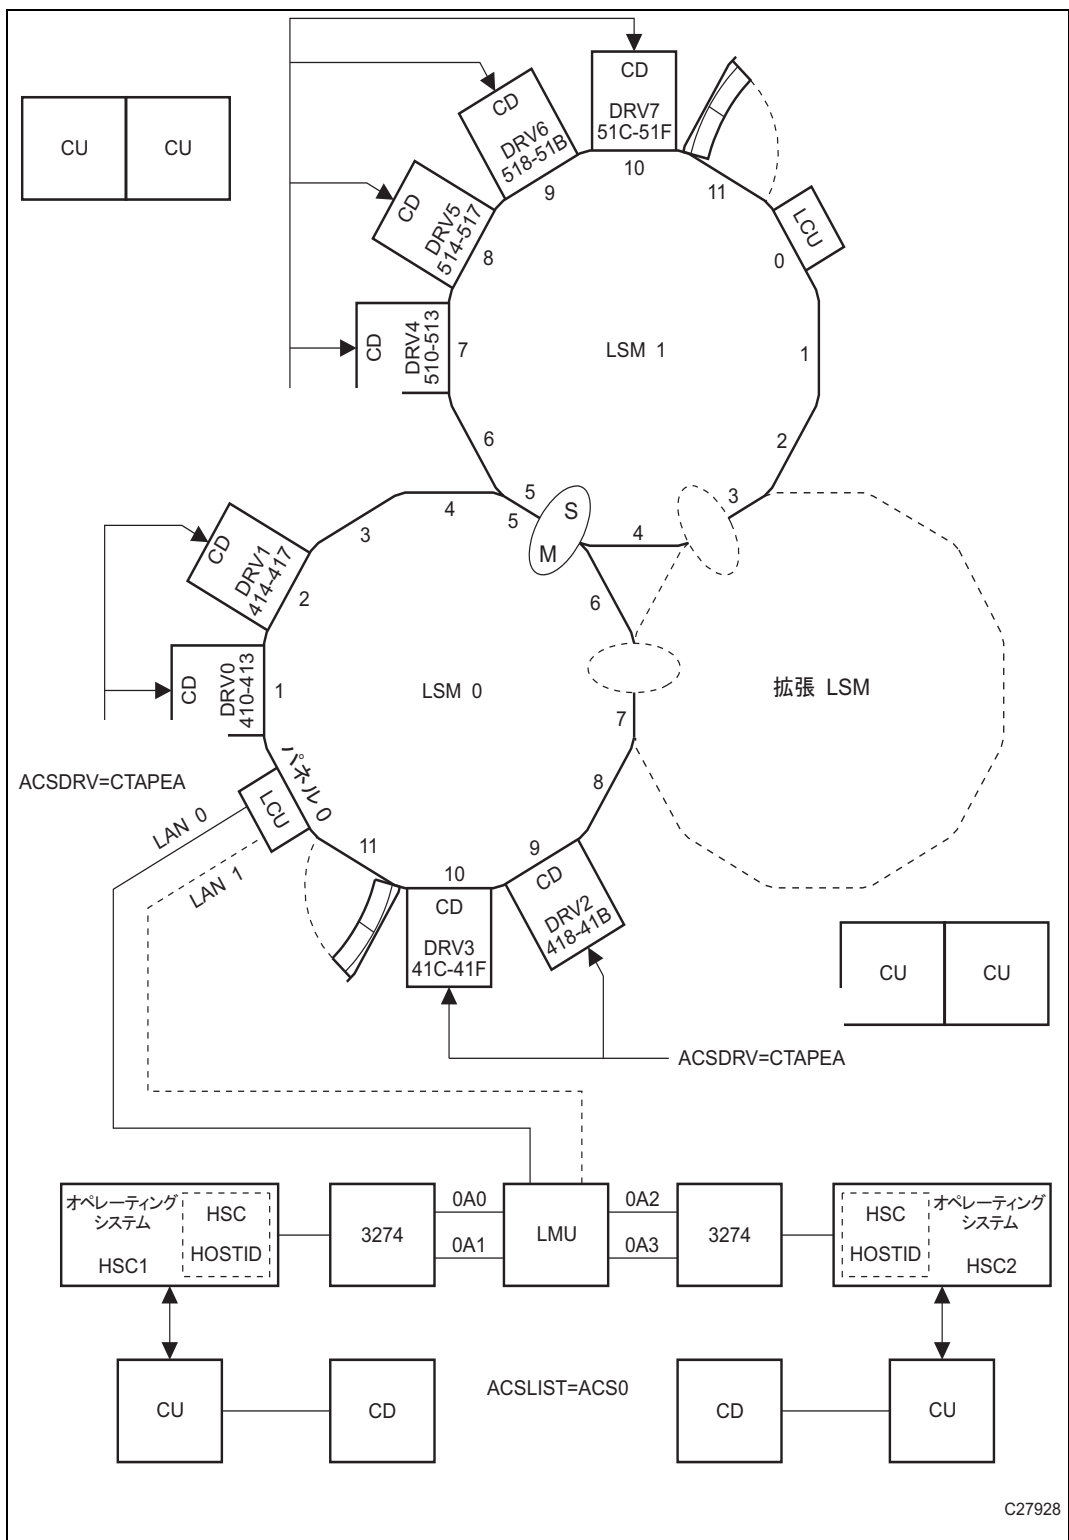 CU
CU
CD
DRV7
51C-51F
CD
DRV6
518-51B
CD
DRV5
514-517
CD
DRV4
510-513
10
9
11
8
LCU
0
7
LSM 1
1
6
2
5
3
4
5
S
M
4
3
CD
DRV1
414-417
2
6
CD
DRV0
410-413
1
LSM 0
拡張 LSM
7
パネル 0
8
ACSDRV=CTAPEA
LCU
LAN 0
LAN 1
11
10
9
CD
DRV3
41C-41F
CD
DRV2
418-41B
CU
CU
ACSDRV=CTAPEA
オペレーティング
システム
HSC1
HSC
HOSTID
3274
0A0
0A1
LMU
0A2
0A3
3274
HSC
HOSTID
オペレーティング
システム
HSC2
CU
CD
ACSLIST=ACS0
CD
CU
C27928